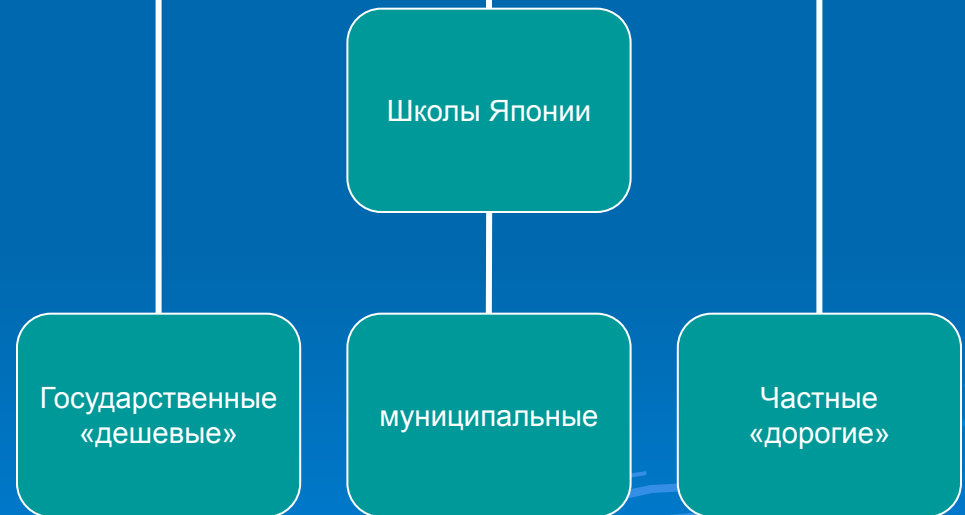 Школы Японии
Государственные
«дешевые»
муниципальные
Частные
«дорогие»